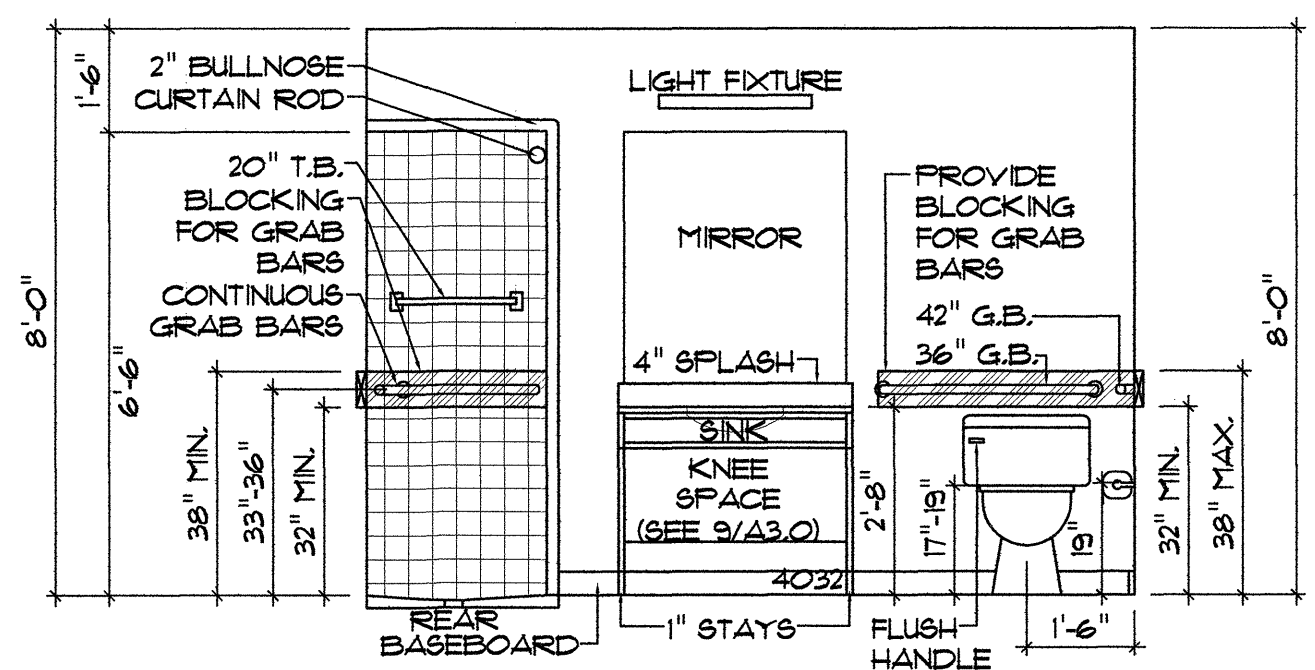 8'-0"
1'-6"
6'-6"
2" BULLNOSE
CURTAIN ROD
20" T.B.
BLOCKING
FOR GRAB
BARS
CONTINUOUS
GRAB BARS
38" MIN.
33"-36"
32" MIN.
REAR
BASEBOARD
LIGHT FIXTURE
MIRROR
4" SPLASH
SINK
KNEE
SPACE
(SEE 9/A3.0)
4032
1" STAYS
PROVIDE
BLOCKING
FOR GRAB
BARS
42" G.B.
36" G.B.
2'-8"
17"-19"
19"
FLUSH
HANDLE
1'-6"
32" MIN.
38" MAX.
8'-0"